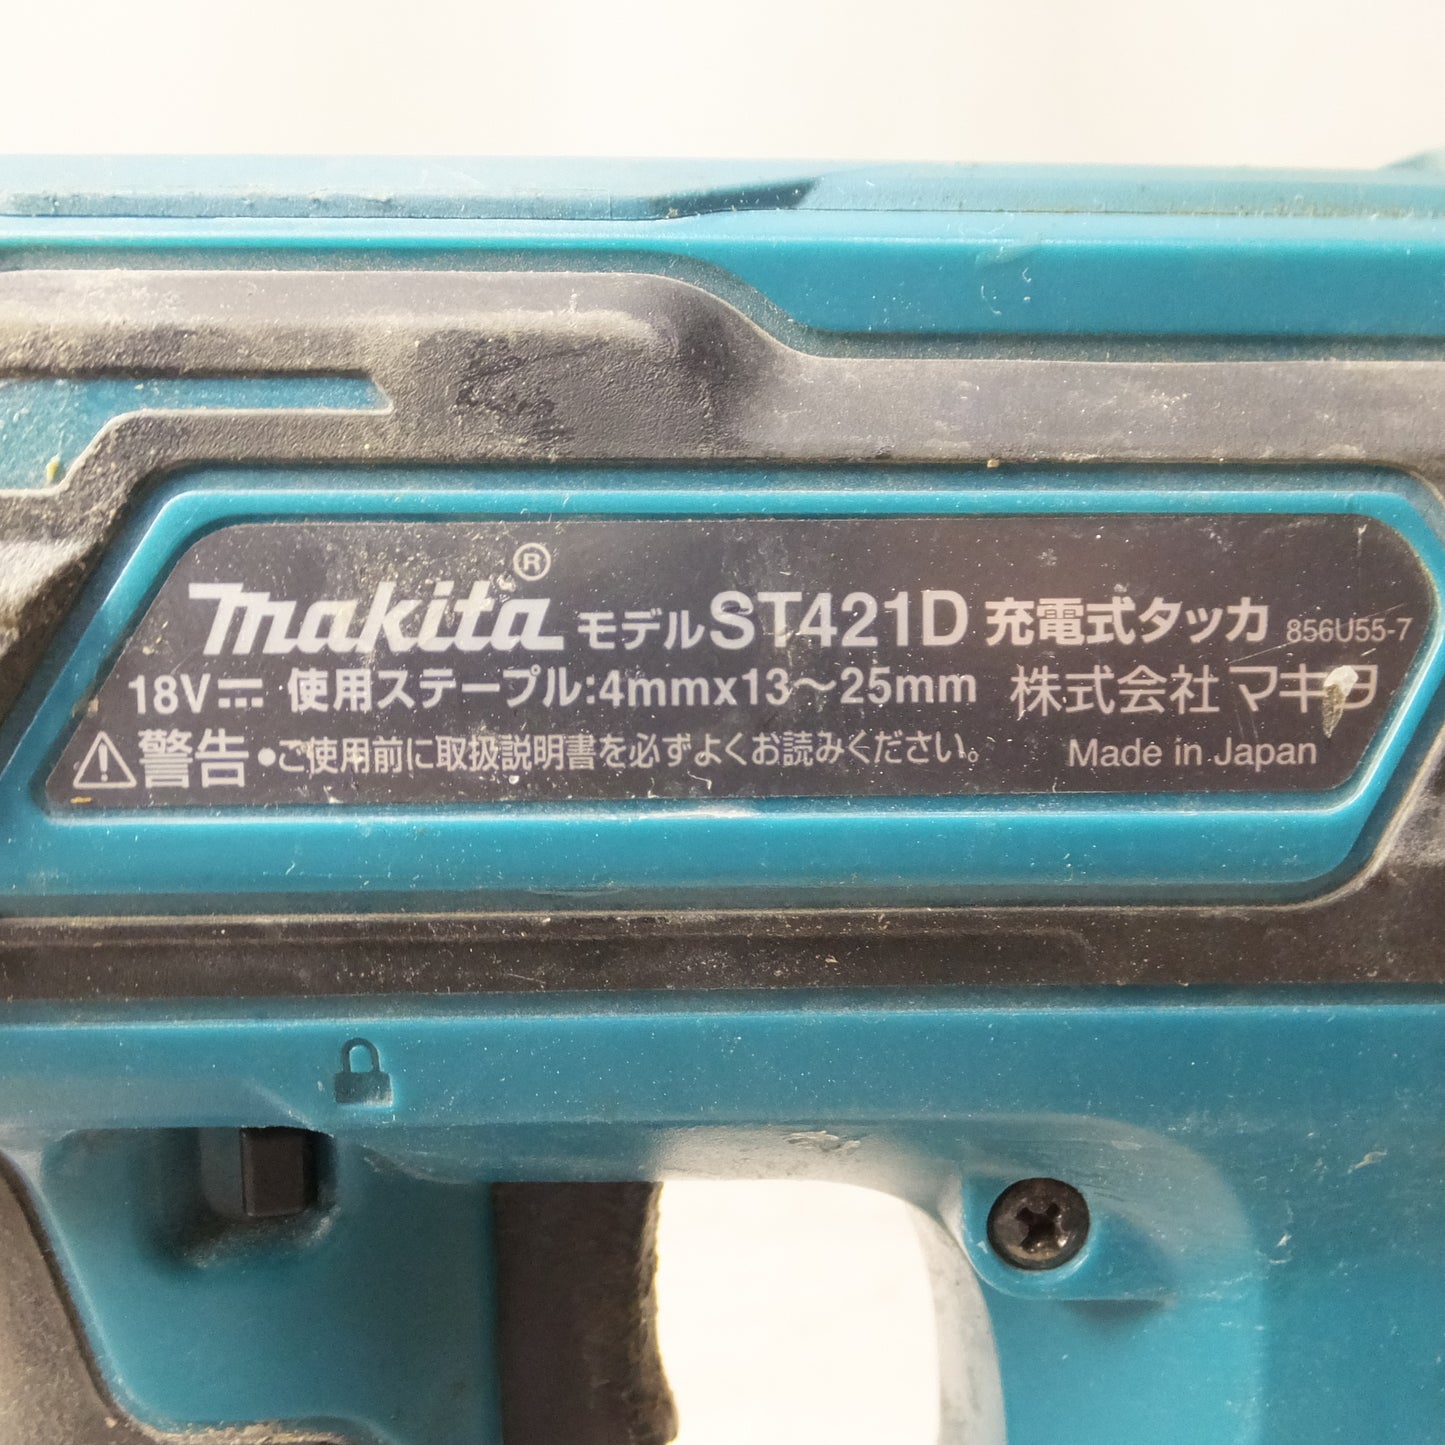 makita® モデルST421D 充電式タッカ 856U55-7
18V⎓ 使用ステープル:4mmx13～25mm 株式会社マキタ
⚠警告 •ご使用前に取扱説明書を必ずよくお読みください。 Made in Japan